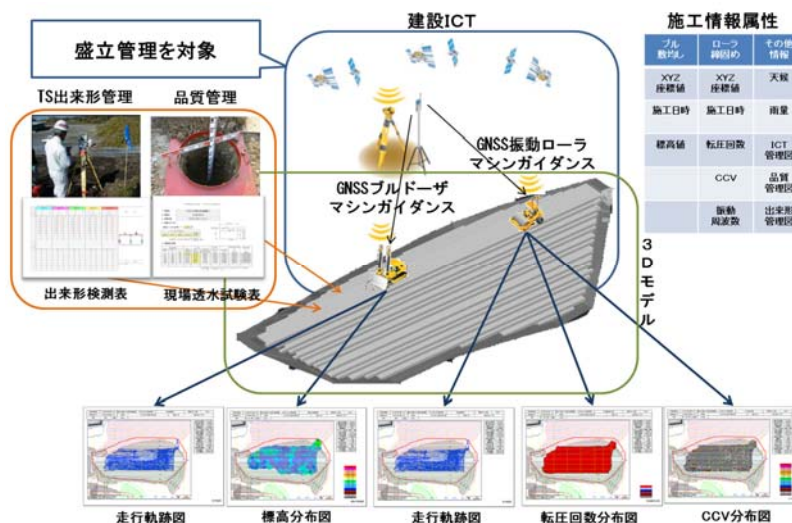 建設ICT
施工情報属性
盛立管理を対象
ブル
敷均し
ローラ
締固め
その他
情報
XYZ
座標値
XYZ
座標値
天候
施工日時
施工日時
雨量
標高値
転圧回数
ICT
管理図
CCV
品質
管理図
振動
周波数
出来形
管理図
TS出来形管理
品質管理
GNSS振動ローラ
マシンガイダンス
GNSSブルドーザ
マシンガイダンス
3Dモデル
出来形検測表
現場透水試験表
走行軌跡図
標高分布図
走行軌跡図
転圧回数分布図
CCV分布図